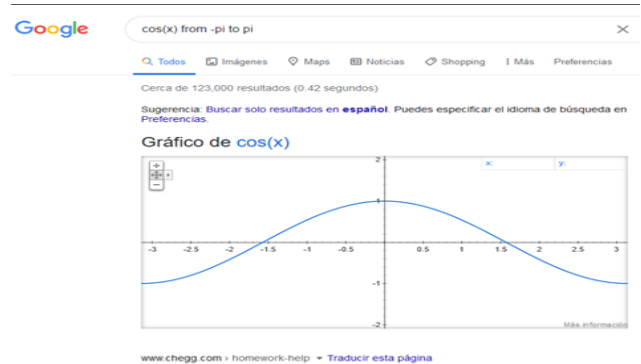 Google
cos(x) from -pi to pi
Todos Imágenes Maps Noticias Shopping Más Preferencias
Cerca de 123,000 resultados (0.42 segundos)
Sugerencia: Buscar solo resultados en español. Puedes especificar el idioma de búsqueda en
Preferencias.
Gráfico de cos(x)
x: y:
2
1
-3 -2.5 -2 -1.5 -1 -0.5 0.5 1 1.5 2 2.5 3
-1
-2
Más información
www.chegg.com › homework-help Traducir esta página